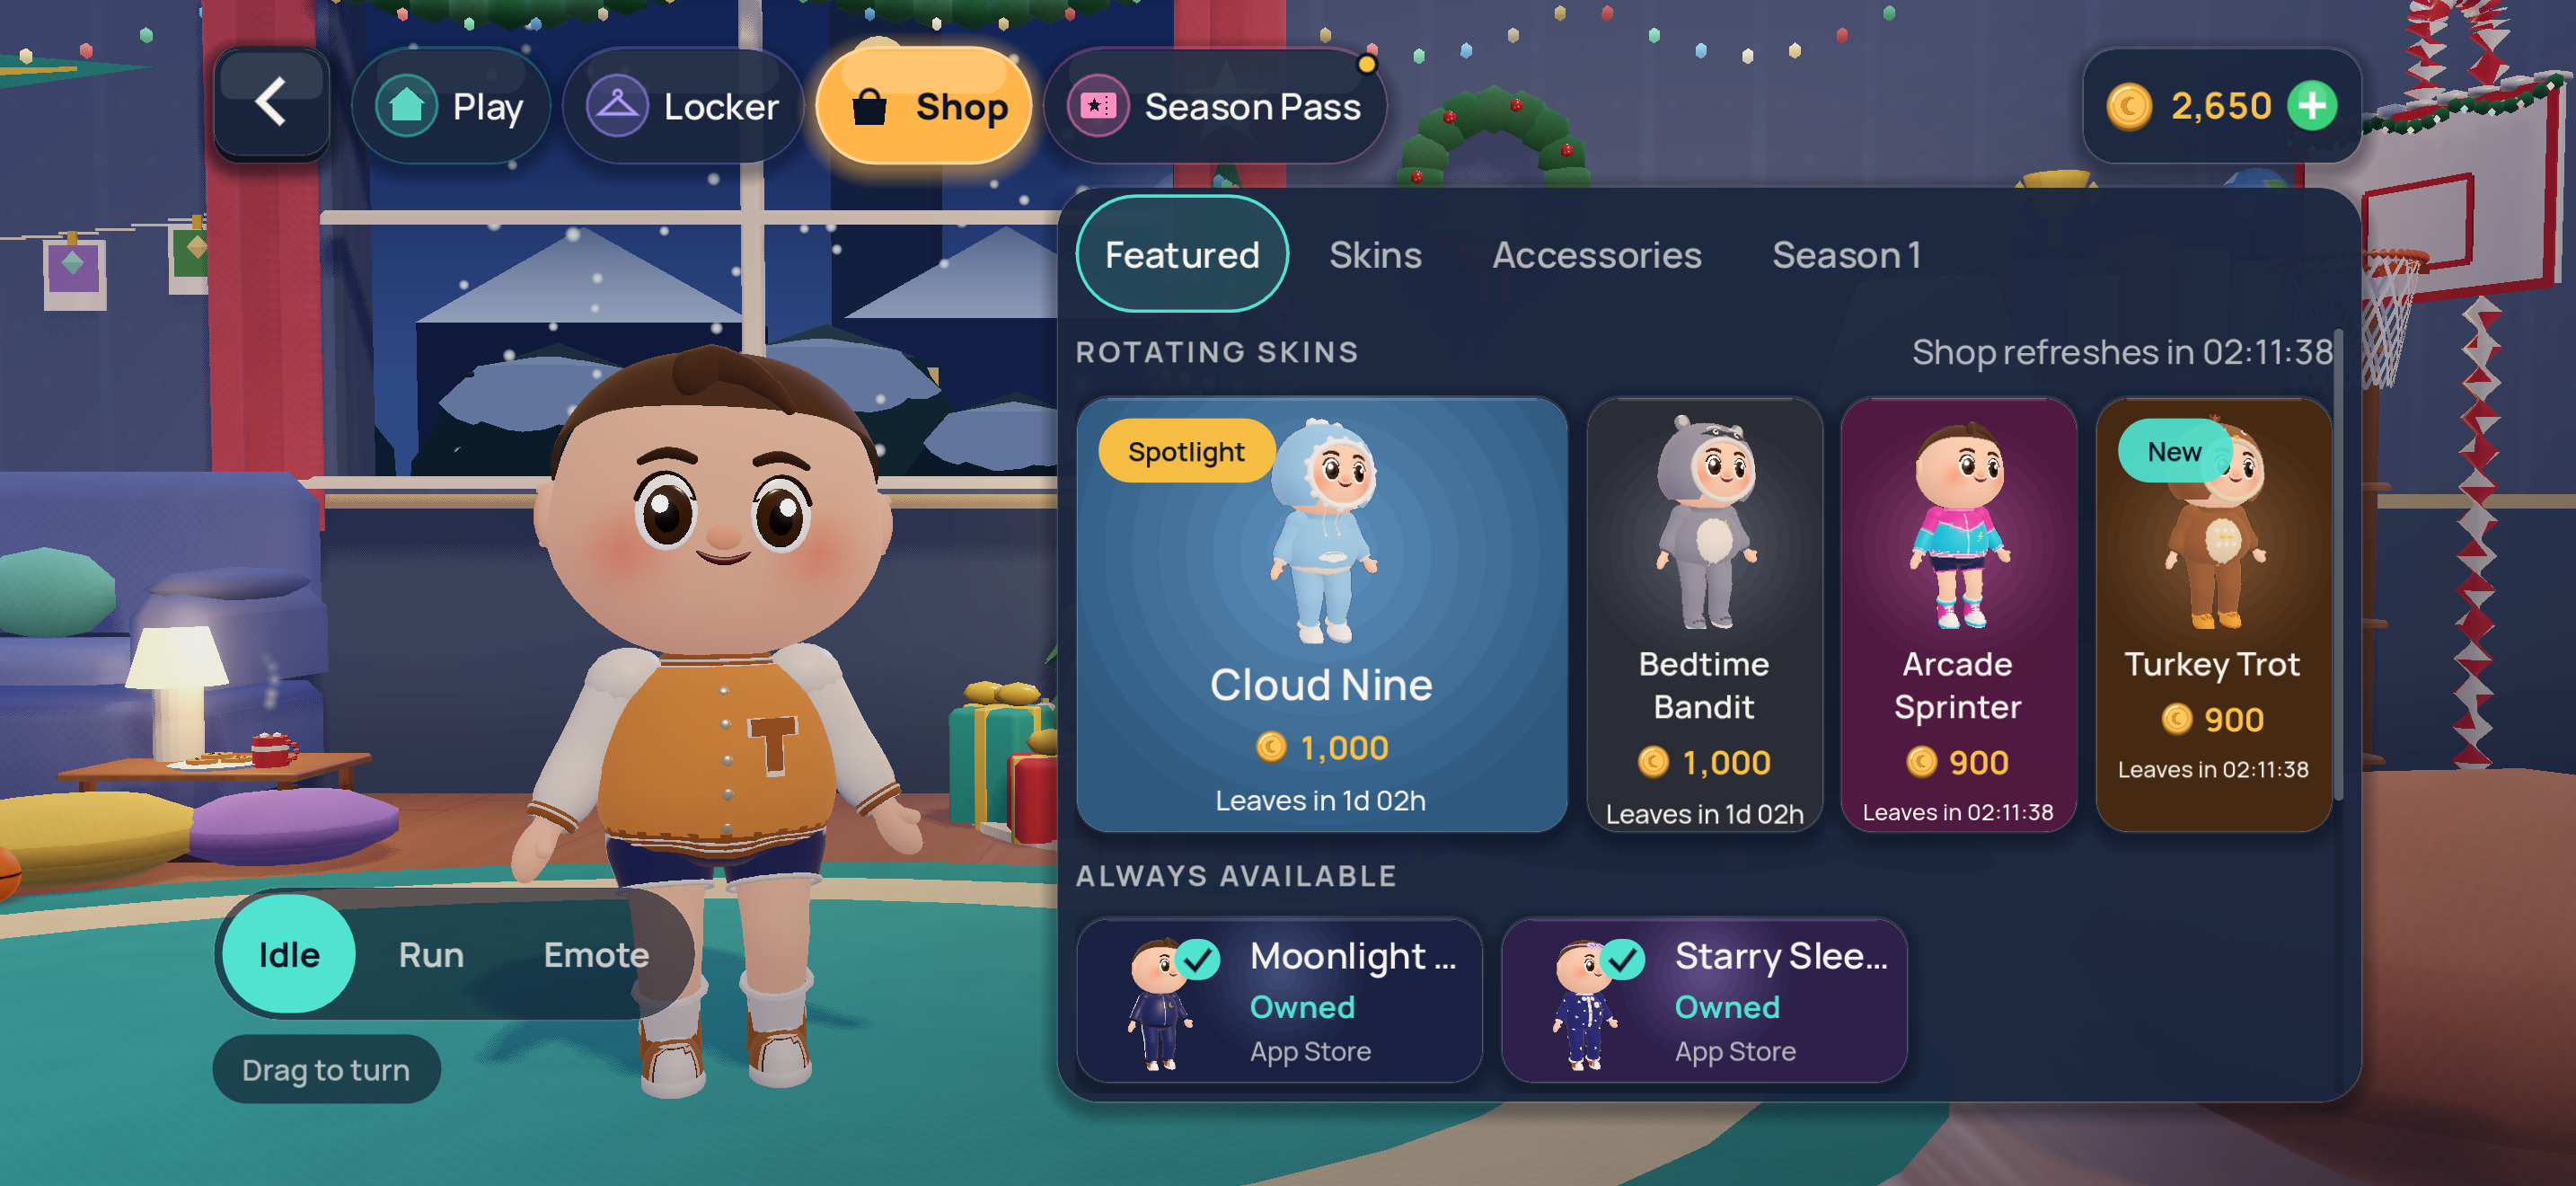 Play
Locker
Shop
Season Pass
2,650
Featured
Skins
Accessories
Season 1
ROTATING SKINS
Shop refreshes in 02:11:38
Spotlight
Cloud Nine
1,000
Leaves in 1d 02h
Bedtime
Bandit
1,000
Leaves in 1d 02h
Arcade
Sprinter
900
Leaves in 02:11:38
New
Turkey Trot
900
Leaves in 02:11:38
ALWAYS AVAILABLE
Moonlight ...
Owned
App Store
Starry Slee...
Owned
App Store
T
Idle
Run
Emote
Drag to turn